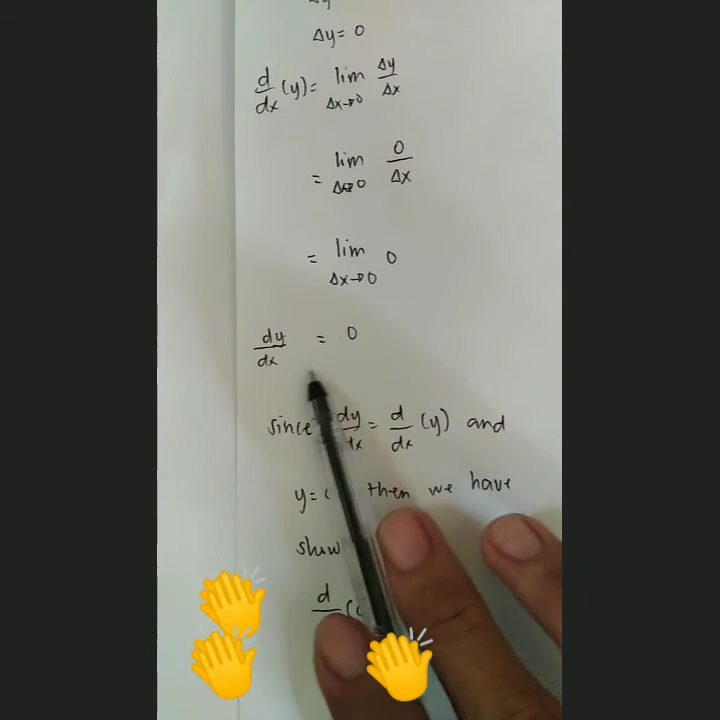 Δy = 0
d/dx (y) = lim Δx→0 Δy/Δx
= lim Δx→0 0/Δx
= lim Δx→0 0
dy/dx = 0
since dy/dx = d/dx (y) and
y = then we have
show
d